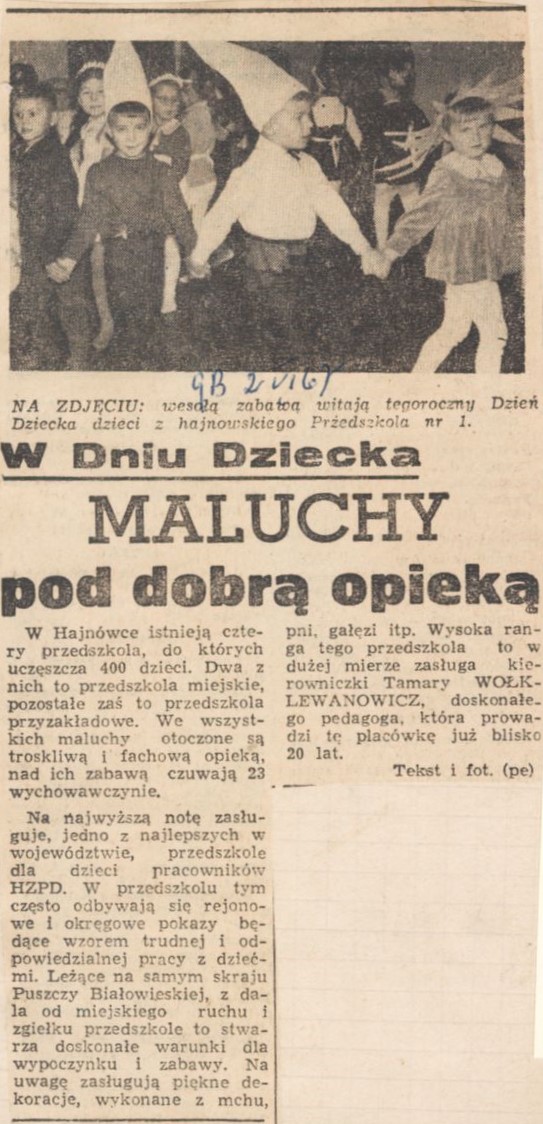 GB 2 VI 67
NA ZDJĘCIU: wesołą zabawą witają tegoroczny Dzień
Dziecka dzieci z hajnowskiego Przedszkola nr 1.
W Dniu Dziecka
MALUCHY
pod dobrą opieką
W Hajnówce istnieją czte-
ry przedszkola, do których
uczęszcza 400 dzieci. Dwa z
nich to przedszkola miejskie,
pozostałe zaś to przedszkola
przyzakładowe. We wszyst-
kich maluchy otoczone są
troskliwą i fachową opieką,
nad ich zabawą czuwają 23
wychowawczynie.
Na najwyższą notę zasłu-
guje, jedno z najlepszych w
województwie, przedszkole
dla dzieci pracowników
HZPD. W przedszkolu tym
często odbywają się rejono-
we i okręgowe pokazy bę-
dące wzorem trudnej i od-
powiedzialnej pracy z dzieć-
mi. Leżące na samym skraju
Puszczy Białowieskiej, z da-
la od miejskiego ruchu i
zgiełku przedszkole to stwa-
rza doskonałe warunki dla
wypoczynku i zabawy. Na
uwagę zasługują piękne de-
koracje, wykonane z mchu,
pni, gałęzi itp. Wysoka ran-
ga tego przedszkola to w
dużej mierze zasługa kie-
rowniczki Tamary WOŁK-
LEWANOWICZ, doskonałe-
go pedagoga, która prowa-
dzi tę placówkę już blisko
20 lat.
Tekst i fot. (pe)